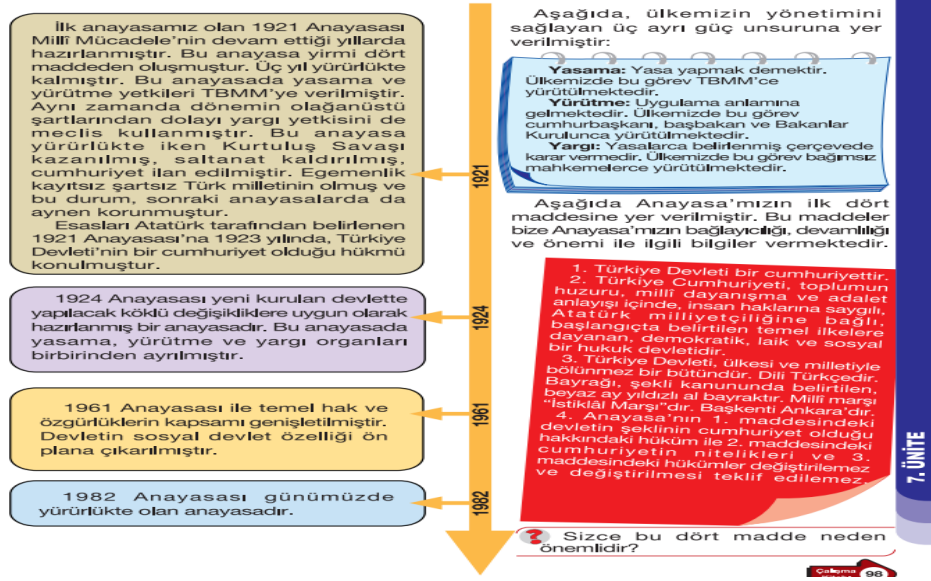 İlk anayasamız olan 1921 Anayasası
Millî Mücadele'nin devam ettiği yıllarda
hazırlanmıştır. Bu anayasa yirmi dört
maddeden oluşmuştur. Üç yıl yürürlükte
kalmıştır. Bu anayasada yasama ve
yürütme yetkileri TBMM'ye verilmiştir.
Aynı zamanda dönemin olağanüstü
şartlarından dolayı yargı yetkisini de
meclis kullanmıştır. Bu anayasa
yürürlükte iken Kurtuluş Savaşı
kazanılmış, saltanat kaldırılmış,
cumhuriyet ilan edilmiştir. Egemenlik
kayıtsız şartsız Türk milletinin olmuş ve
bu durum, sonraki anayasalarda da
aynen korunmuştur.
Esasları Atatürk tarafından belirlenen
1921 Anayasası'na 1923 yılında, Türkiye
Devleti'nin bir cumhuriyet olduğu hükmü
konulmuştur.
1921
1924 Anayasası yeni kurulan devlette
yapılacak köklü değişikliklere uygun olarak
hazırlanmış bir anayasadır. Bu anayasada
yasama, yürütme ve yargı organları
birbirinden ayrılmıştır.
1924
1961 Anayasası ile temel hak ve
özgürlüklerin kapsamı genişletilmiştir.
Devletin sosyal devlet özelliği ön
plana çıkarılmıştır.
1961
1982 Anayasası günümüzde
yürürlükte olan anayasadır.
1982
Aşağıda, ülkemizin yönetimini
sağlayan üç ayrı güç unsuruna yer
verilmiştir:
Yasama: Yasa yapmak demektir.
Ülkemizde bu görev TBMM'ce
yürütülmektedir.
Yürütme: Uygulama anlamına
gelmektedir. Ülkemizde bu görev
cumhurbaşkanı, başbakan ve Bakanlar
Kurulunca yürütülmektedir.
Yargı: Yasalarca belirlenmiş çerçevede
karar vermedir. Ülkemizde bu görev bağımsız
mahkemelerce yürütülmektedir.
Aşağıda Anayasa'mızın ilk dört
maddesine yer verilmiştir. Bu maddeler
bize Anayasa'mızın bağlayıcılığı, devamlılığı
ve önemi ile ilgili bilgiler vermektedir.
1. Türkiye Devleti bir cumhuriyettir.
2. Türkiye Cumhuriyeti, toplumun
huzuru, millî dayanışma ve adalet
anlayışı içinde, insan haklarına saygılı,
Atatürk milliyetçiliğine bağlı,
başlangıçta belirtilen temel ilkelere
dayanan, demokratik, laik ve sosyal
bir hukuk devletidir.
3. Türkiye Devleti, ülkesi ve milletiyle
bölünmez bir bütündür. Dili Türkçedir.
Bayrağı, şekli kanununda belirtilen,
beyaz ay yıldızlı al bayraktır. Millî marşı
"İstiklâl Marşı"dır. Başkenti Ankara'dır.
4. Anayasa'nın 1. maddesindeki
devletin şeklinin cumhuriyet olduğu
hakkındaki hüküm ile 2. maddesindeki
cumhuriyetin nitelikleri ve 3.
maddesindeki hükümler değiştirilemez
ve değiştirilmesi teklif edilemez.
? Sizce bu dört madde neden
önemlidir?
7. ÜNİTE
Çalışma
98